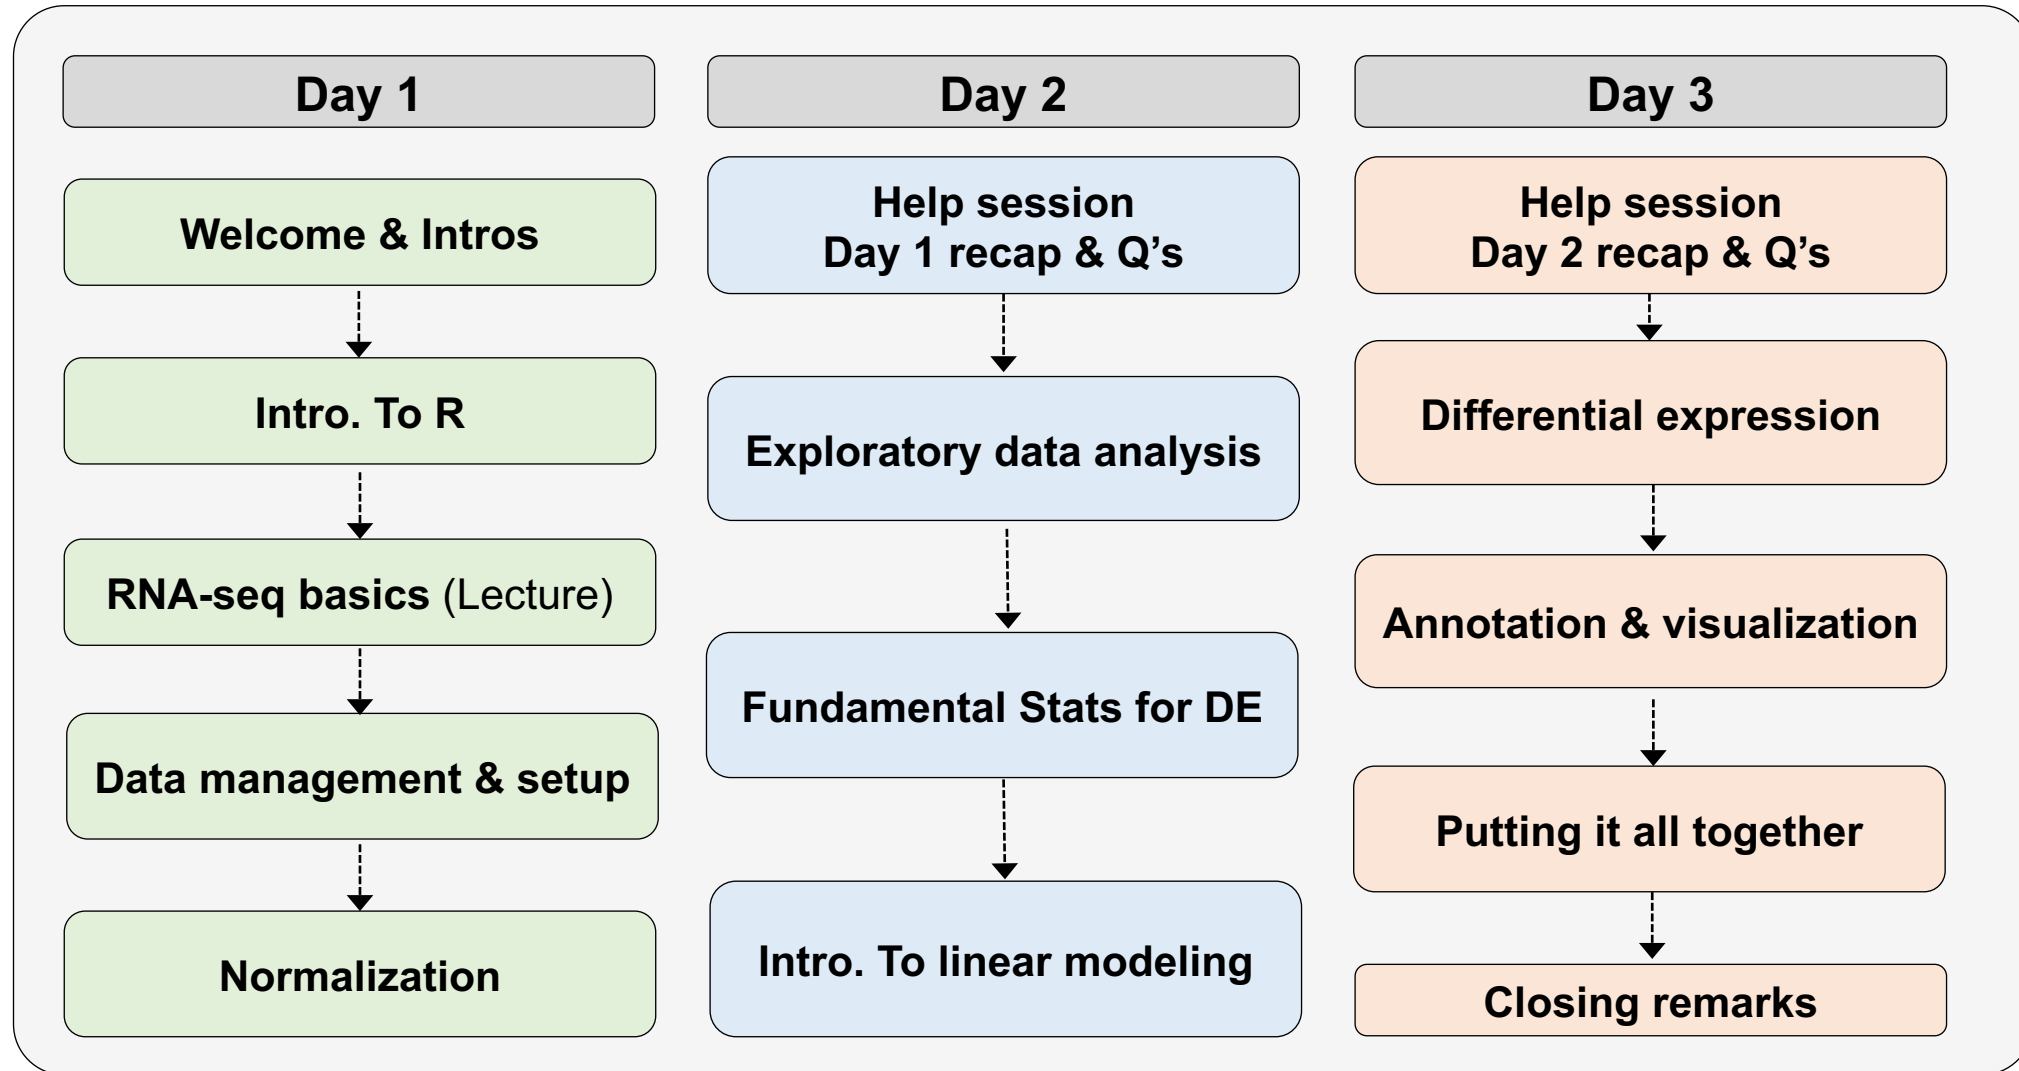 Day 1
Welcome & Intros
Intro. To R
RNA-seq basics (Lecture)
Data management & setup
Normalization
Day 2
Help session
Day 1 recap & Q’s
Exploratory data analysis
Fundamental Stats for DE
Intro. To linear modeling
Day 3
Help session
Day 2 recap & Q’s
Differential expression
Annotation & visualization
Putting it all together
Closing remarks